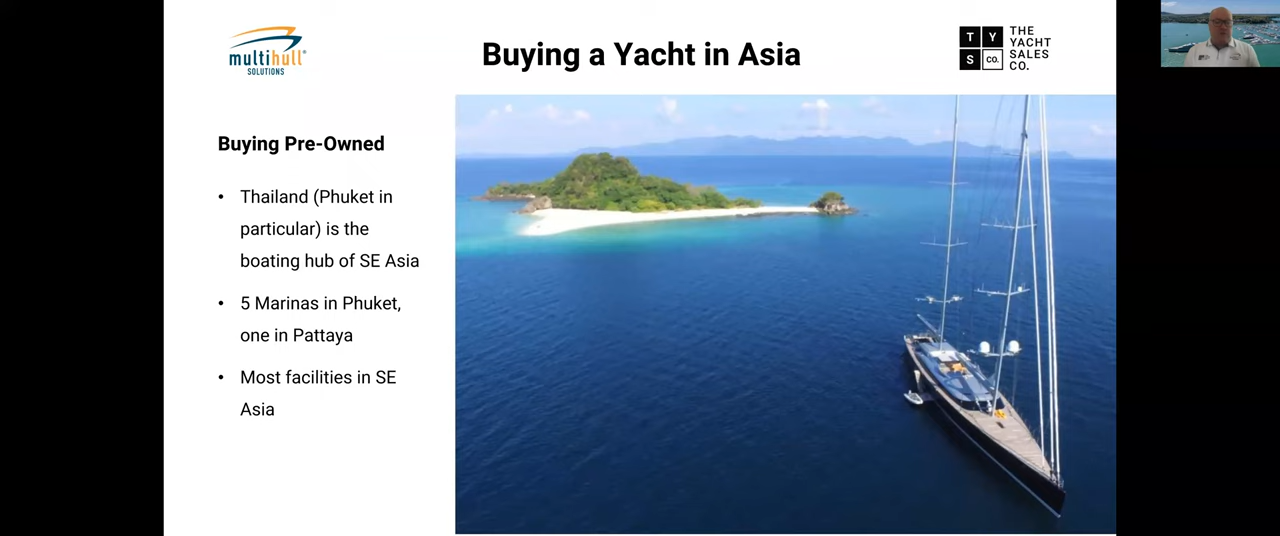 multihull®
SOLUTIONS
Buying a Yacht in Asia
T Y
S CO.
THE
YACHT
SALES
CO.
Buying Pre-Owned
• Thailand (Phuket in
particular) is the
boating hub of SE Asia
• 5 Marinas in Phuket,
one in Pattaya
• Most facilities in SE
Asia